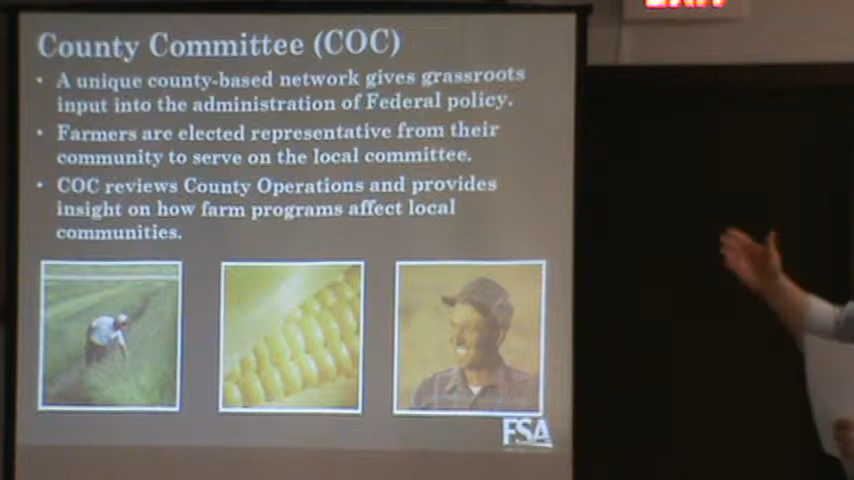 EXIT
County Committee (COC)
• A unique county-based network gives grassroots
input into the administration of Federal policy.
• Farmers are elected representative from their
community to serve on the local committee.
• COC reviews County Operations and provides
insight on how farm programs affect local
communities.
FSA